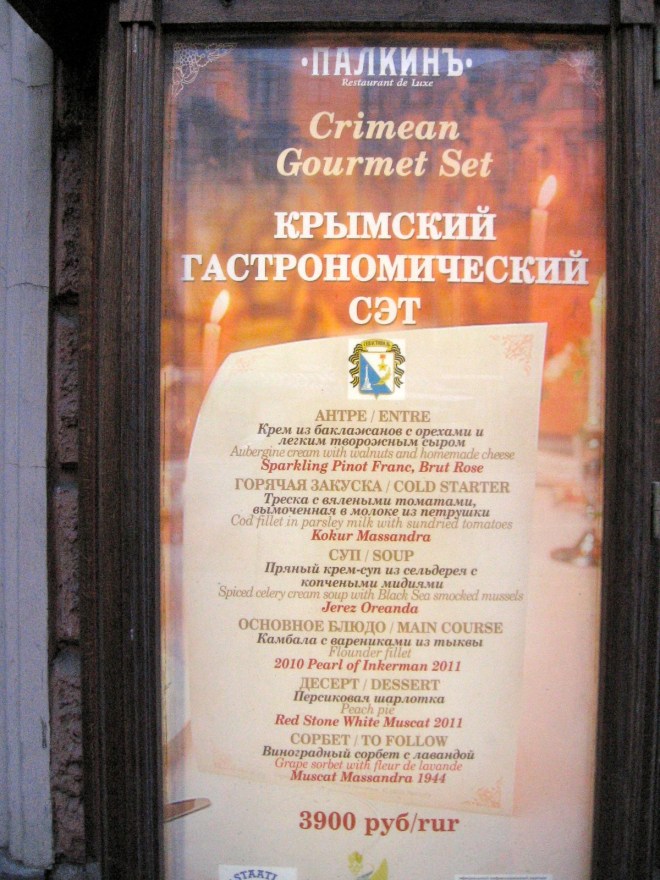 ·ПАЛКИНЪ·
Restaurant de Luxe
Crimean
Gourmet Set
КРЫМСКИЙ
ГАСТРОНОМИЧЕСКИЙ
СЭТ
АНТРЕ / ENTRE
Крем из баклажанов с орехами и
легким творожным сыром
Aubergine cream with walnuts and homemade cheese
Sparkling Pinot Franc, Brut Rose
ГОРЯЧАЯ ЗАКУСКА / COLD STARTER
Треска с вялеными томатами,
вымоченная в молоке из петрушки
Cod fillet in parsley milk with sundried tomatoes
Kokur Massandra
СУП / SOUP
Пряный крем-суп из сельдерея с
копчеными мидиями
Spiced celery cream soup with Black Sea smocked mussels
Jerez Oreanda
ОСНОВНОЕ БЛЮДО / MAIN COURSE
Камбала с варениками из тыквы
Flounder fillet
2010 Pearl of Inkerman 2011
ДЕСЕРТ / DESSERT
Персиковая шарлотка
Peach pie
Red Stone White Muscat 2011
СОРБЕТ / TO FOLLOW
Виноградный сорбет с лавандой
Grape sorbet with fleur de lavande
Muscat Massandra 1944
3900 руб/rur